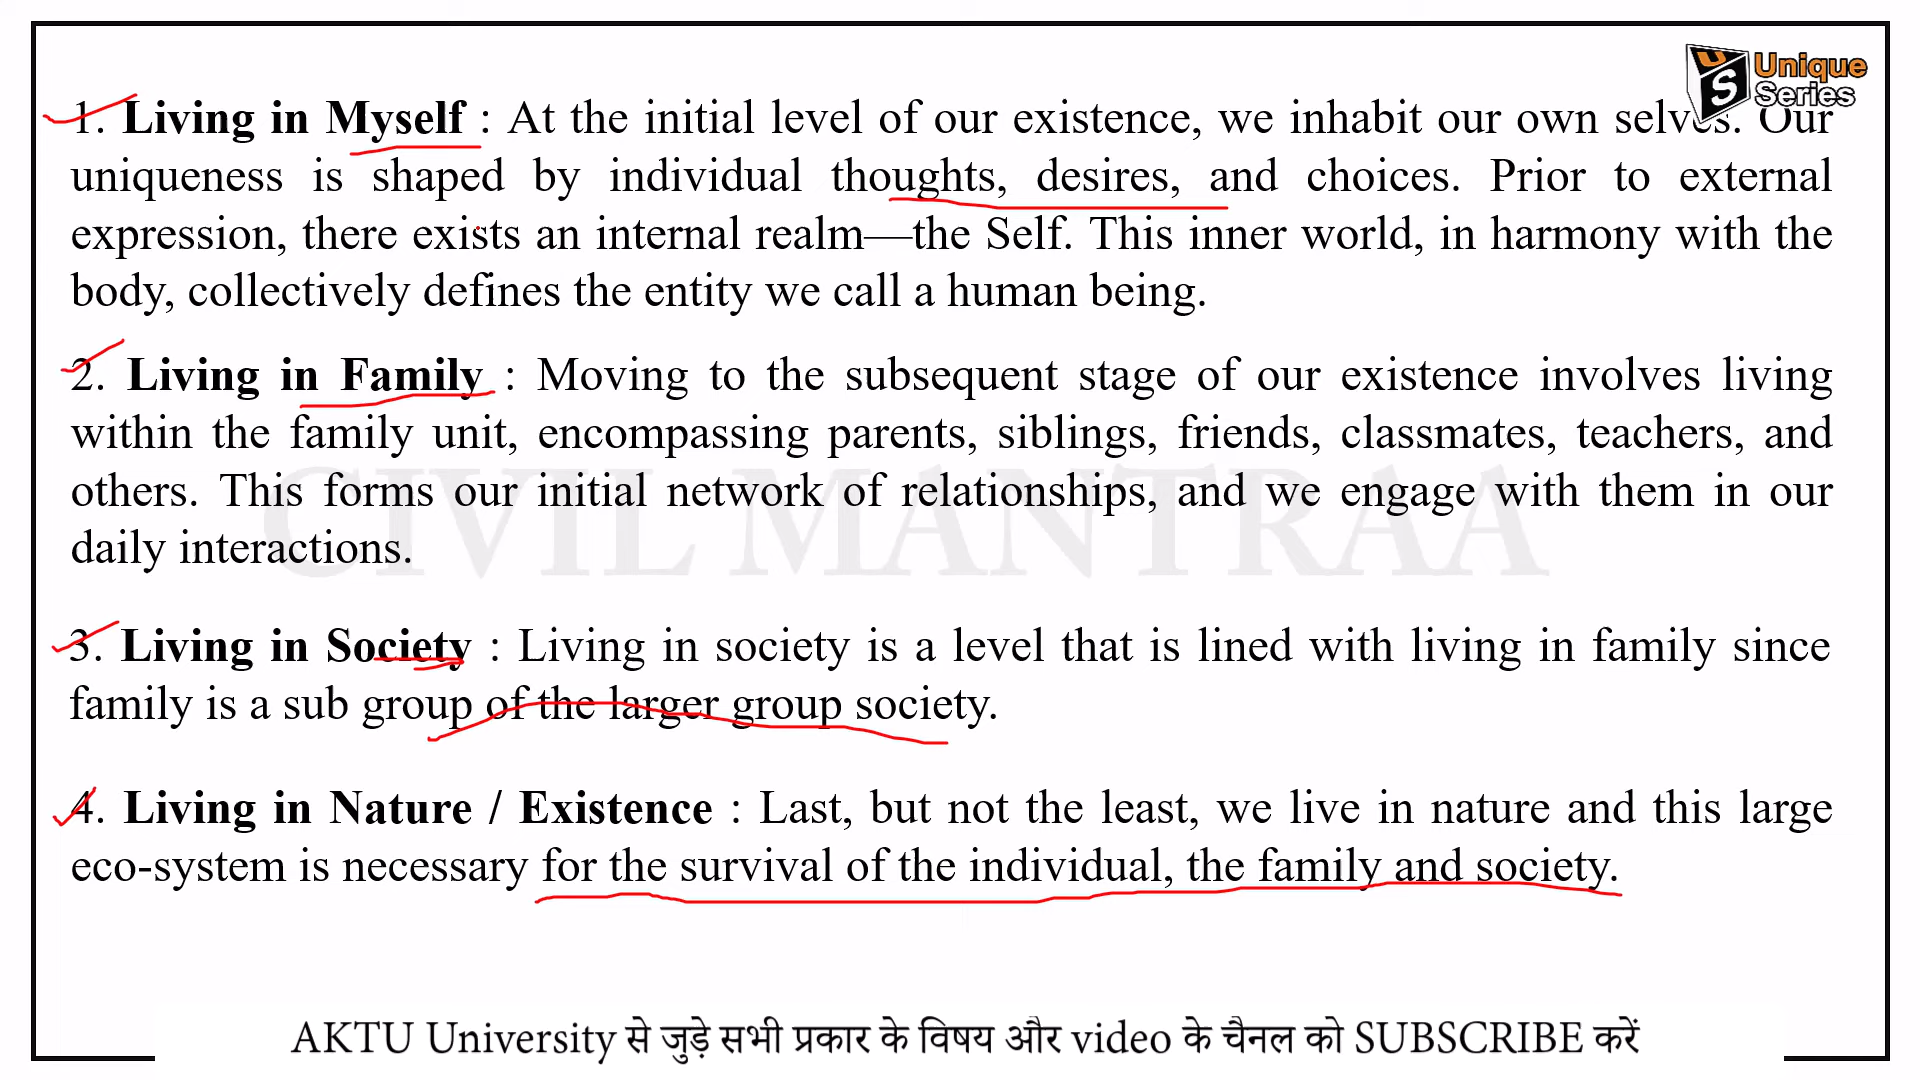 Unique
Series
US
1. Living in Myself : At the initial level of our existence, we inhabit our own selves. Our
uniqueness is shaped by individual thoughts, desires, and choices. Prior to external
expression, there exists an internal realm—the Self. This inner world, in harmony with the
body, collectively defines the entity we call a human being.
2. Living in Family : Moving to the subsequent stage of our existence involves living
within the family unit, encompassing parents, siblings, friends, classmates, teachers, and
others. This forms our initial network of relationships, and we engage with them in our
daily interactions.
CIVIL MANTRAA
3. Living in Society : Living in society is a level that is lined with living in family since
family is a sub group of the larger group society.
4. Living in Nature / Existence : Last, but not the least, we live in nature and this large
eco-system is necessary for the survival of the individual, the family and society.
AKTU University से जुड़े सभी प्रकार के विषय और video के चैनल को SUBSCRIBE करें